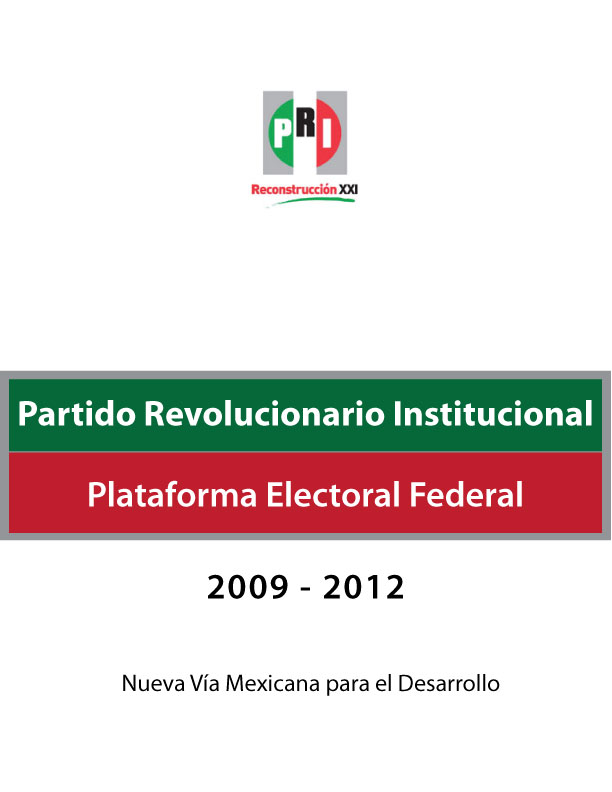 PRI
Reconstrucción XXI
Partido Revolucionario Institucional
Plataforma Electoral Federal
2009 - 2012
Nueva Vía Mexicana para el Desarrollo